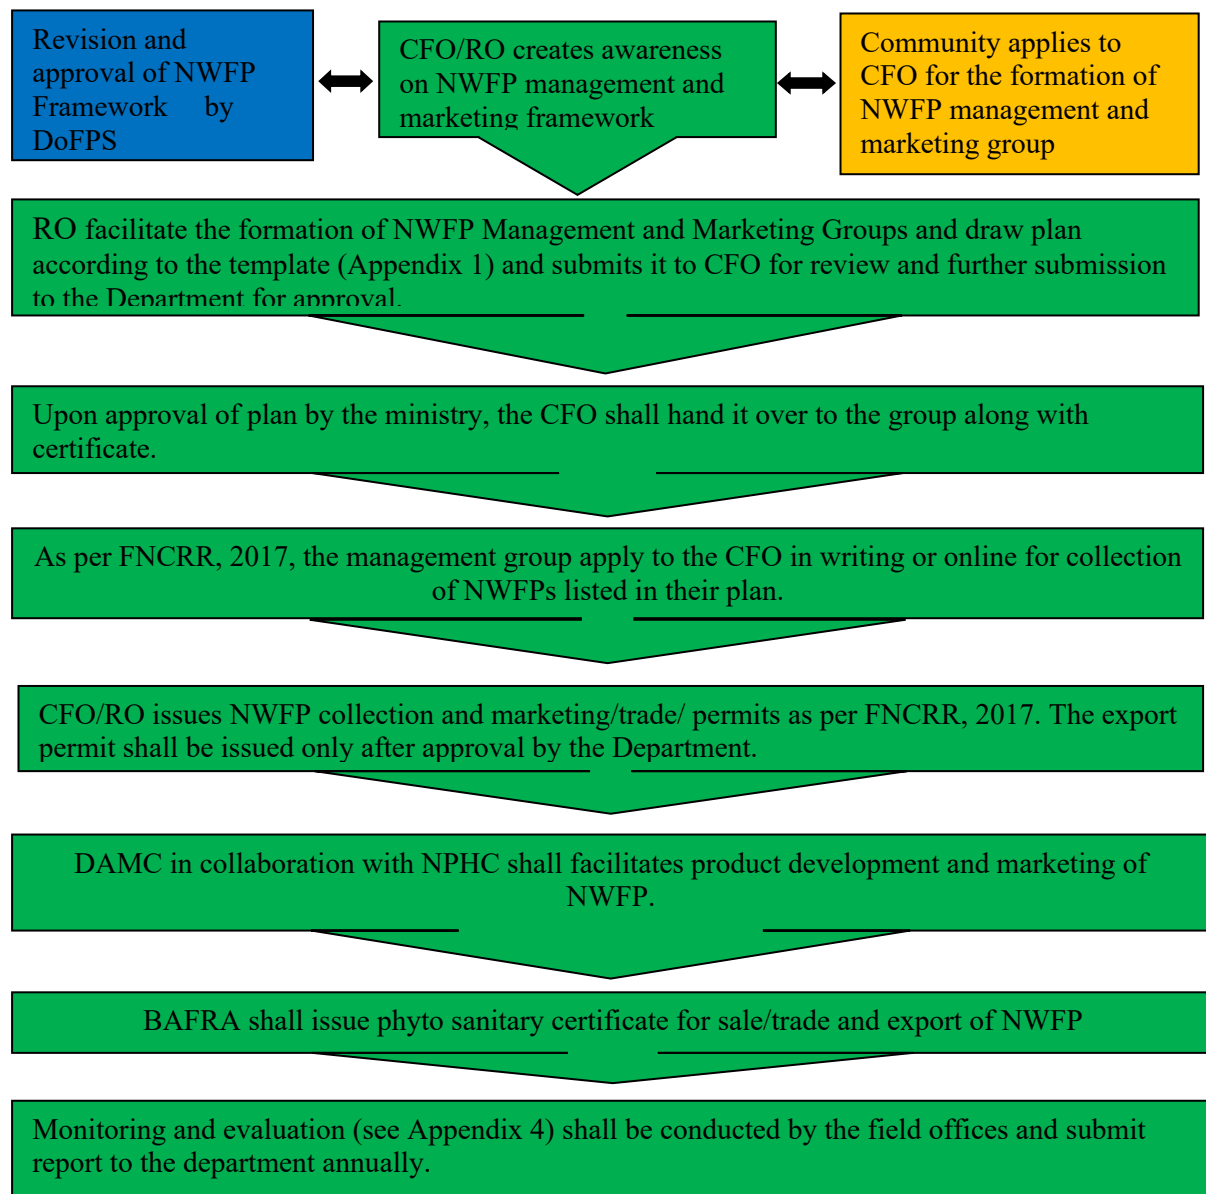 Revision and
approval of NWFP
Framework by
DoFPS
CFO/RO creates awareness
on NWFP management and
marketing framework
Community applies to
CFO for the formation of
NWFP management and
marketing group
RO facilitate the formation of NWFP Management and Marketing Groups and draw plan
according to the template (Appendix 1) and submits it to CFO for review and further submission
to the Department for approval.
Upon approval of plan by the ministry, the CFO shall hand it over to the group along with
certificate.
As per FNCRR, 2017, the management group apply to the CFO in writing or online for collection
of NWFPs listed in their plan.
CFO/RO issues NWFP collection and marketing/trade/ permits as per FNCRR, 2017. The export
permit shall be issued only after approval by the Department.
DAMC in collaboration with NPHC shall facilitates product development and marketing of
NWFP.
BAFRA shall issue phyto sanitary certificate for sale/trade and export of NWFP
Monitoring and evaluation (see Appendix 4) shall be conducted by the field offices and submit
report to the department annually.